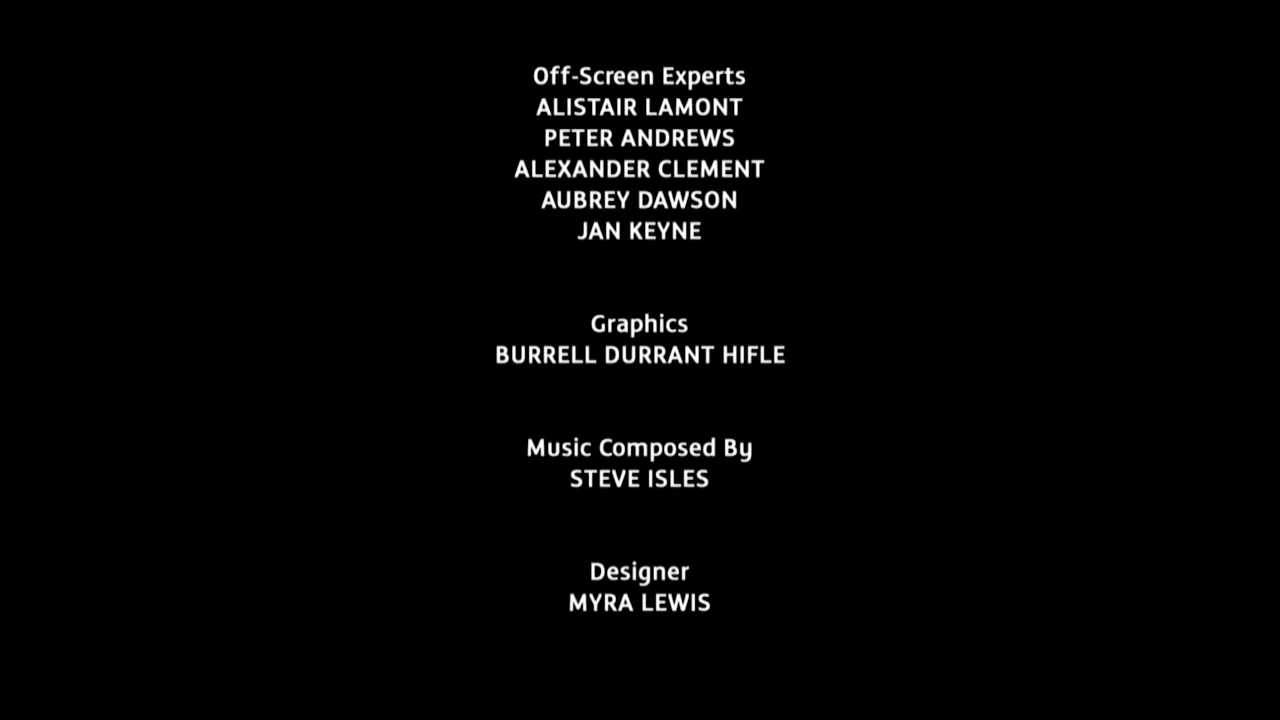 Off-Screen Experts
ALISTAIR LAMONT
PETER ANDREWS
ALEXANDER CLEMENT
AUBREY DAWSON
JAN KEYNE
Graphics
BURRELL DURRANT HIFLE
Music Composed By
STEVE ISLES
Designer
MYRA LEWIS